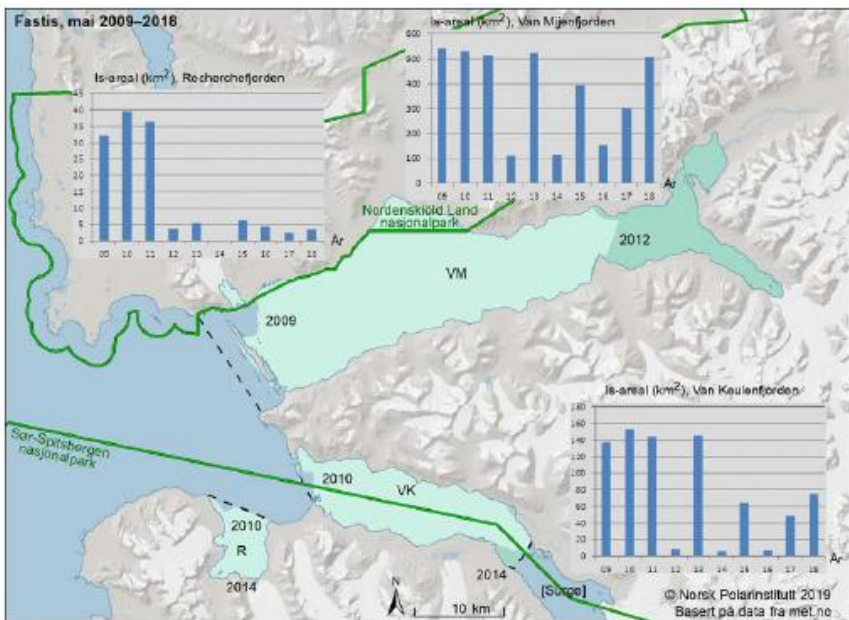 Fastis, mai 2009–2018
Is-areal (km²), Recherchefjorden
45
40
35
30
25
20
15
10
5
0
09 10 11 12 13 14 15 16 17 18
År
Is-areal (km²), Van Mijenfjorden
600
500
400
300
200
100
0
09 10 11 12 13 14 15 16 17 18
År
Nordenskiöld Land
nasjonalpark
2012
VM
2009
Is-areal (km²), Van Keulenfjorden
180
160
140
120
100
80
60
40
20
0
09 10 11 12 13 14 15 16 17 18
År
Sør-Spitsbergen
nasjonalpark
2010
VK
2010
R
2014
2014
N
10 km
© Norsk Polarinstitutt 2019
Basert på data fra met.no